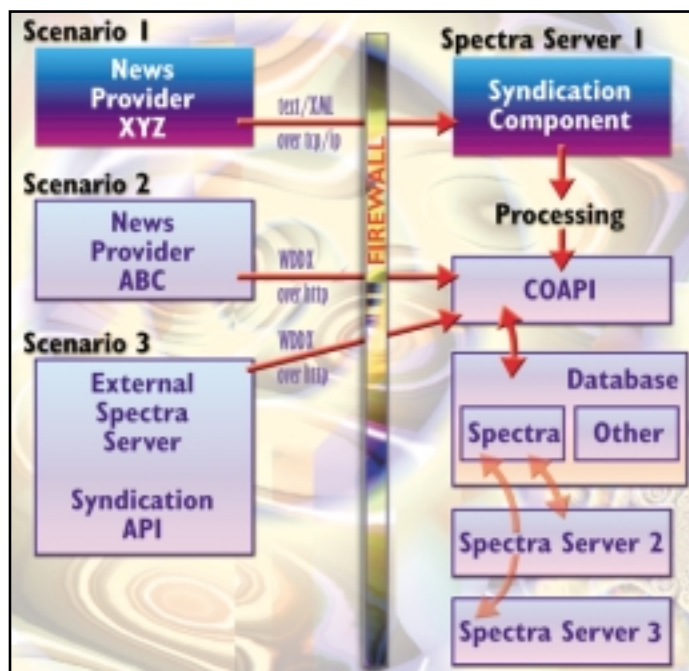 Scenario 1
News
Provider
XYZ
text/XML
over tcp/ip
Scenario 2
News
Provider
ABC
WDDX
over http
Scenario 3
External
Spectra
Server
Syndication
API
WDDX
over http
FIREWALL
Spectra Server 1
Syndication
Component
Processing
COAPI
Database
Spectra
Other
Spectra Server 2
Spectra Server 3